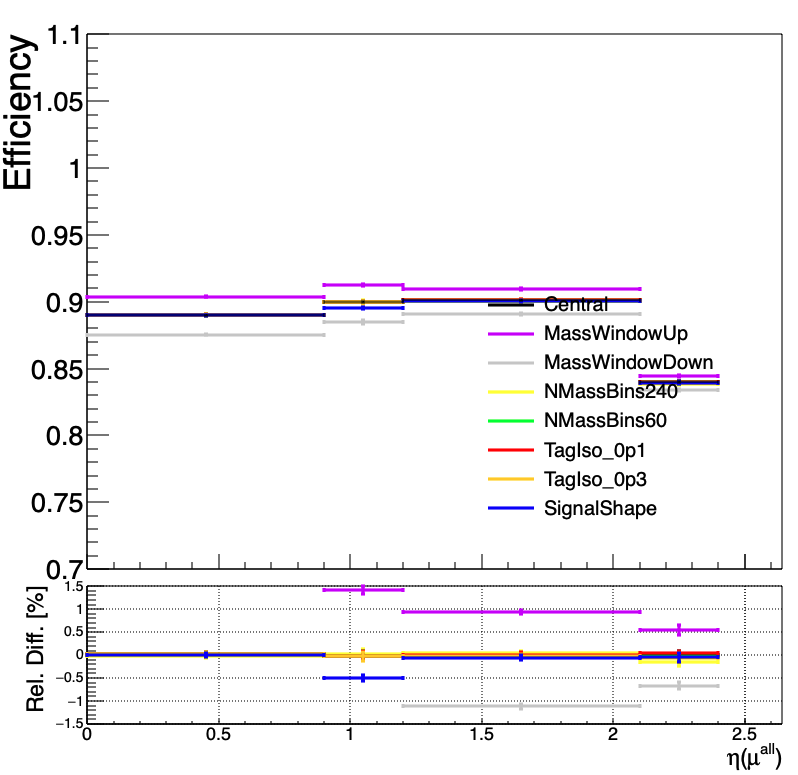 Efficiency
1.1
1.05
1
0.95
0.9
0.85
0.8
0.75
0.7
Central
MassWindowUp
MassWindowDown
NMassBins240
NMassBins60
TagIso_0p1
TagIso_0p3
SignalShape
Rel. Diff. [%]
1.5
1
0.5
0
−0.5
−1
−1.5
0 0.5 1 1.5 2 2.5
η(μ^all)